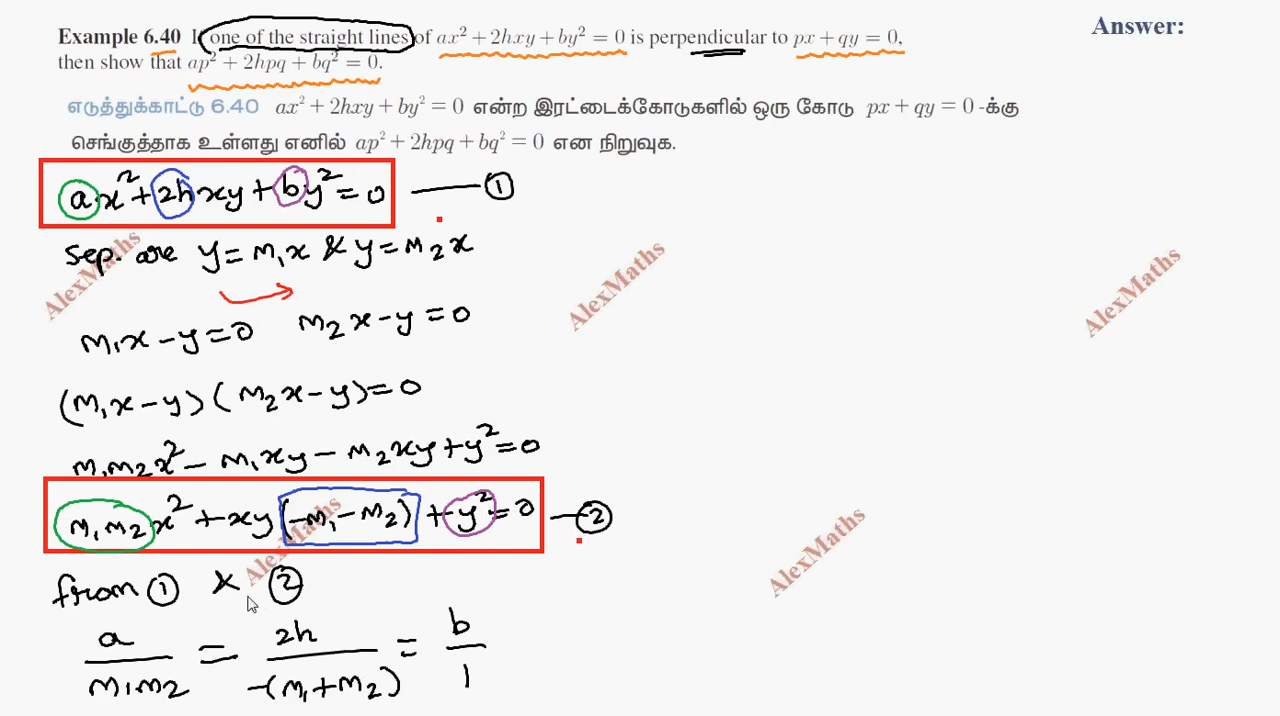 Example 6.40 If one of the straight lines of ax² + 2hxy + by² = 0 is perpendicular to px + qy = 0,
then show that ap² + 2hpq + bq² = 0.
Answer:
எடுத்துக்காட்டு 6.40 ax² + 2hxy + by² = 0 என்ற இரட்டைக்கோடுகளில் ஒரு கோடு px + qy = 0 -க்கு
செங்குத்தாக உள்ளது எனில் ap² + 2hpq + bq² = 0 என நிறுவுக.
ax² + 2hxy + by² = 0 —— ①
Sep. are y = m₁x & y = m₂x
m₁x − y = 0 m₂x − y = 0
(m₁x − y) (m₂x − y) = 0
m₁m₂x² − m₁xy − m₂xy + y² = 0
m₁m₂x² + xy (−m₁ − m₂) + y² = 0 — ②
from ① & ②
a/m₁m₂ = 2h/−(m₁+m₂) = b/1
AlexMaths
AlexMaths
AlexMaths
AlexMaths
AlexMaths